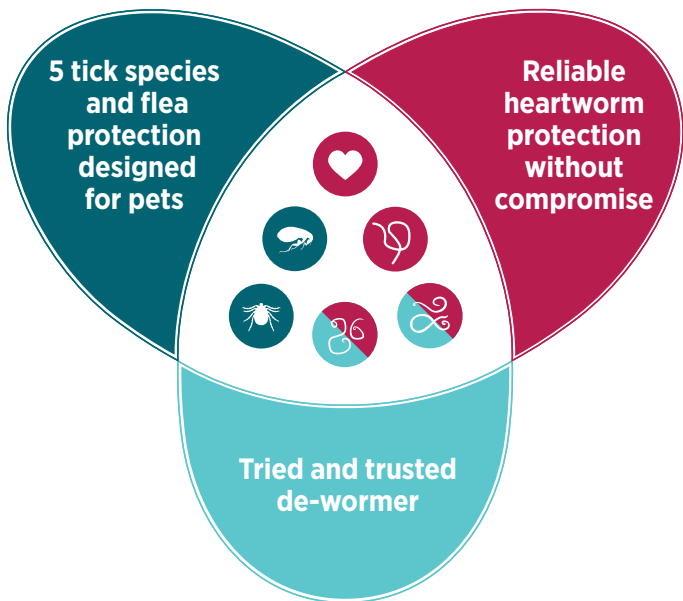 5 tick species
and flea
protection
designed
for pets
Reliable
heartworm
protection
without
compromise
Tried and trusted
de-wormer